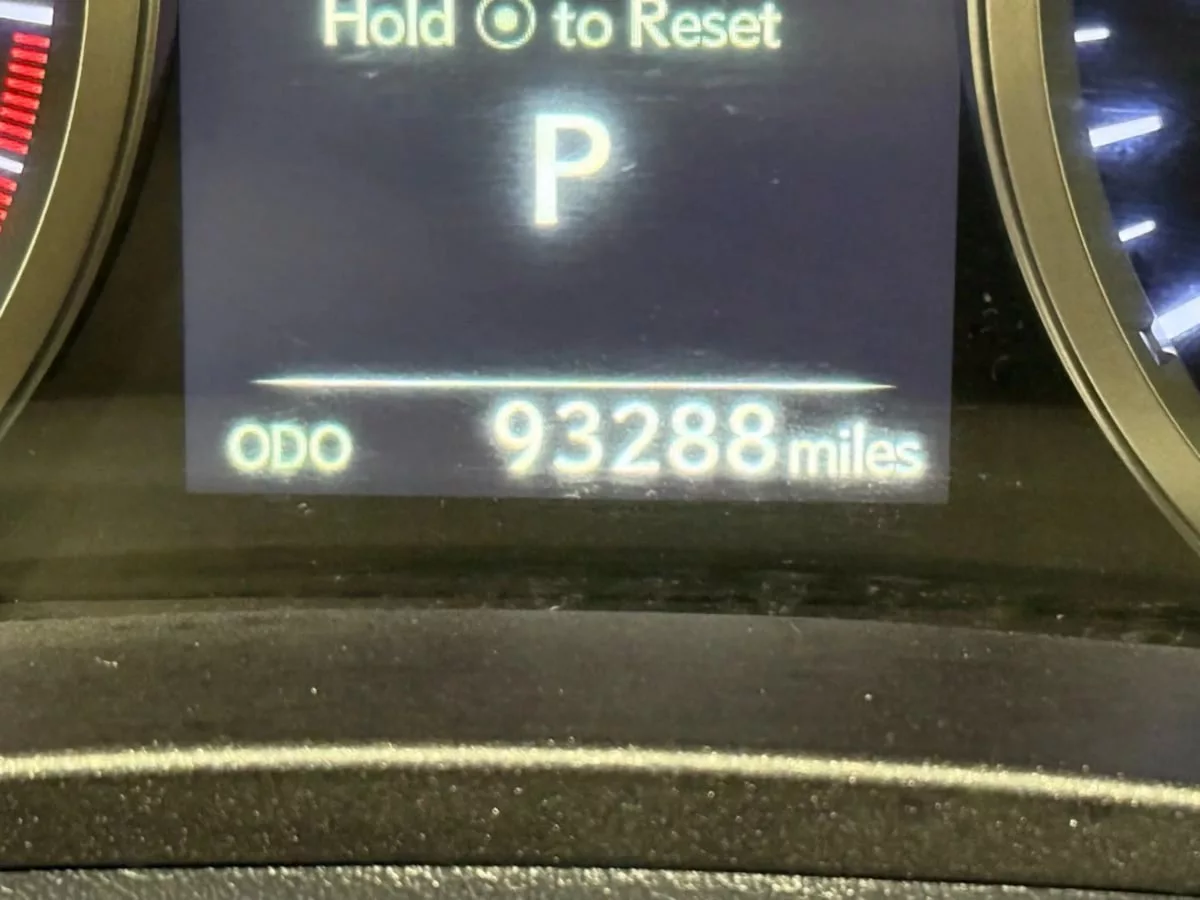 Hold to Reset
P
ODO 93288 miles